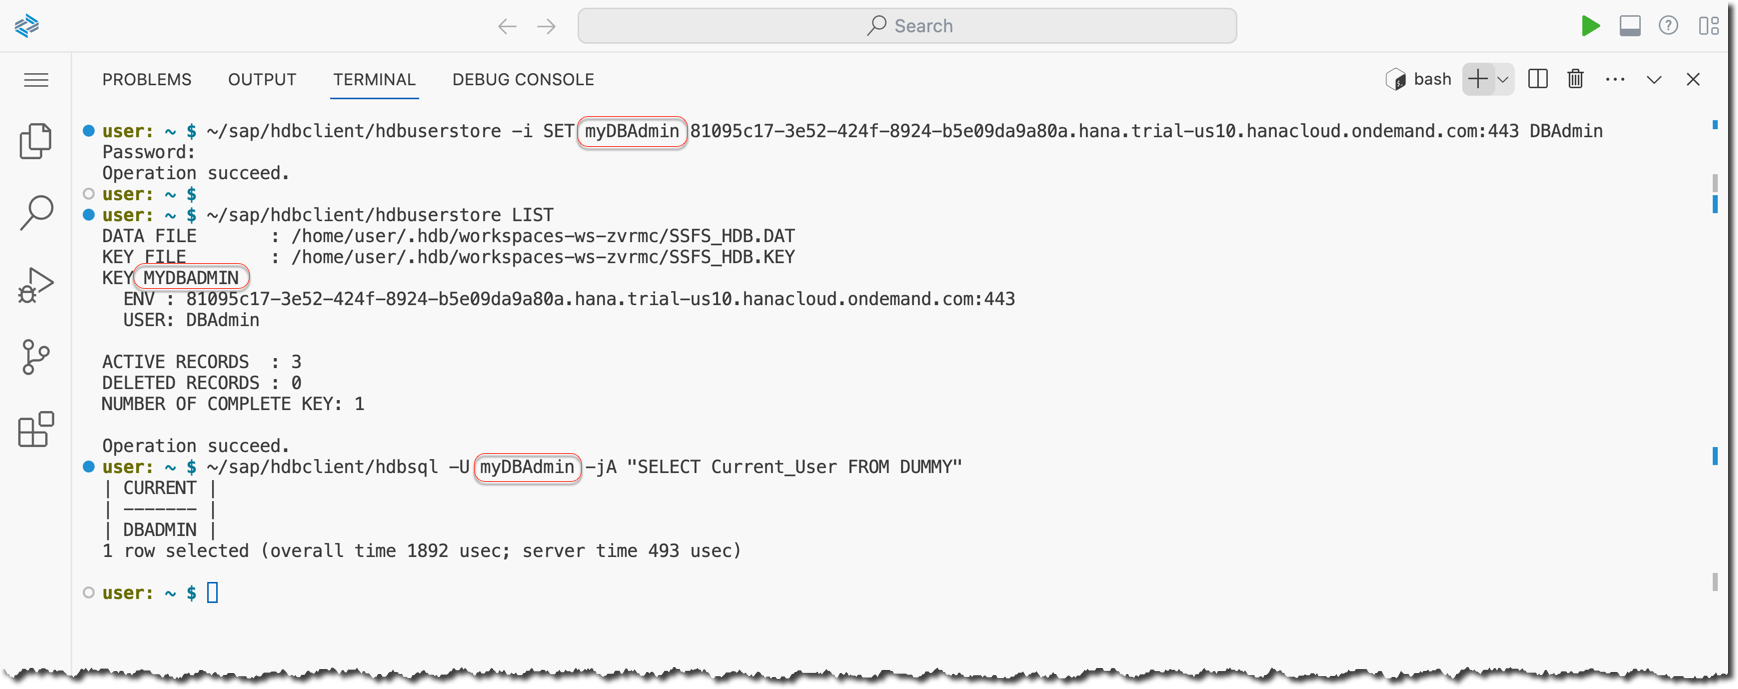 Search
PROBLEMS OUTPUT TERMINAL DEBUG CONSOLE bash
user: ~ $ ~/sap/hdbclient/hdbuserstore -i SET myDBAdmin 81095c17-3e52-424f-8924-b5e09da9a80a.hana.trial-us10.hanacloud.ondemand.com:443 DBAdmin
Password:
Operation succeed.
user: ~ $
user: ~ $ ~/sap/hdbclient/hdbuserstore LIST
DATA FILE       : /home/user/.hdb/workspaces-ws-zvrmc/SSFS_HDB.DAT
KEY FILE        : /home/user/.hdb/workspaces-ws-zvrmc/SSFS_HDB.KEY
KEY MYDBADMIN
  ENV : 81095c17-3e52-424f-8924-b5e09da9a80a.hana.trial-us10.hanacloud.ondemand.com:443
  USER: DBAdmin
ACTIVE RECORDS  : 3
DELETED RECORDS : 0
NUMBER OF COMPLETE KEY: 1
Operation succeed.
user: ~ $ ~/sap/hdbclient/hdbsql -U myDBAdmin -jA "SELECT Current_User FROM DUMMY"
| CURRENT |
| ------- |
| DBADMIN |
1 row selected (overall time 1892 usec; server time 493 usec)
user: ~ $